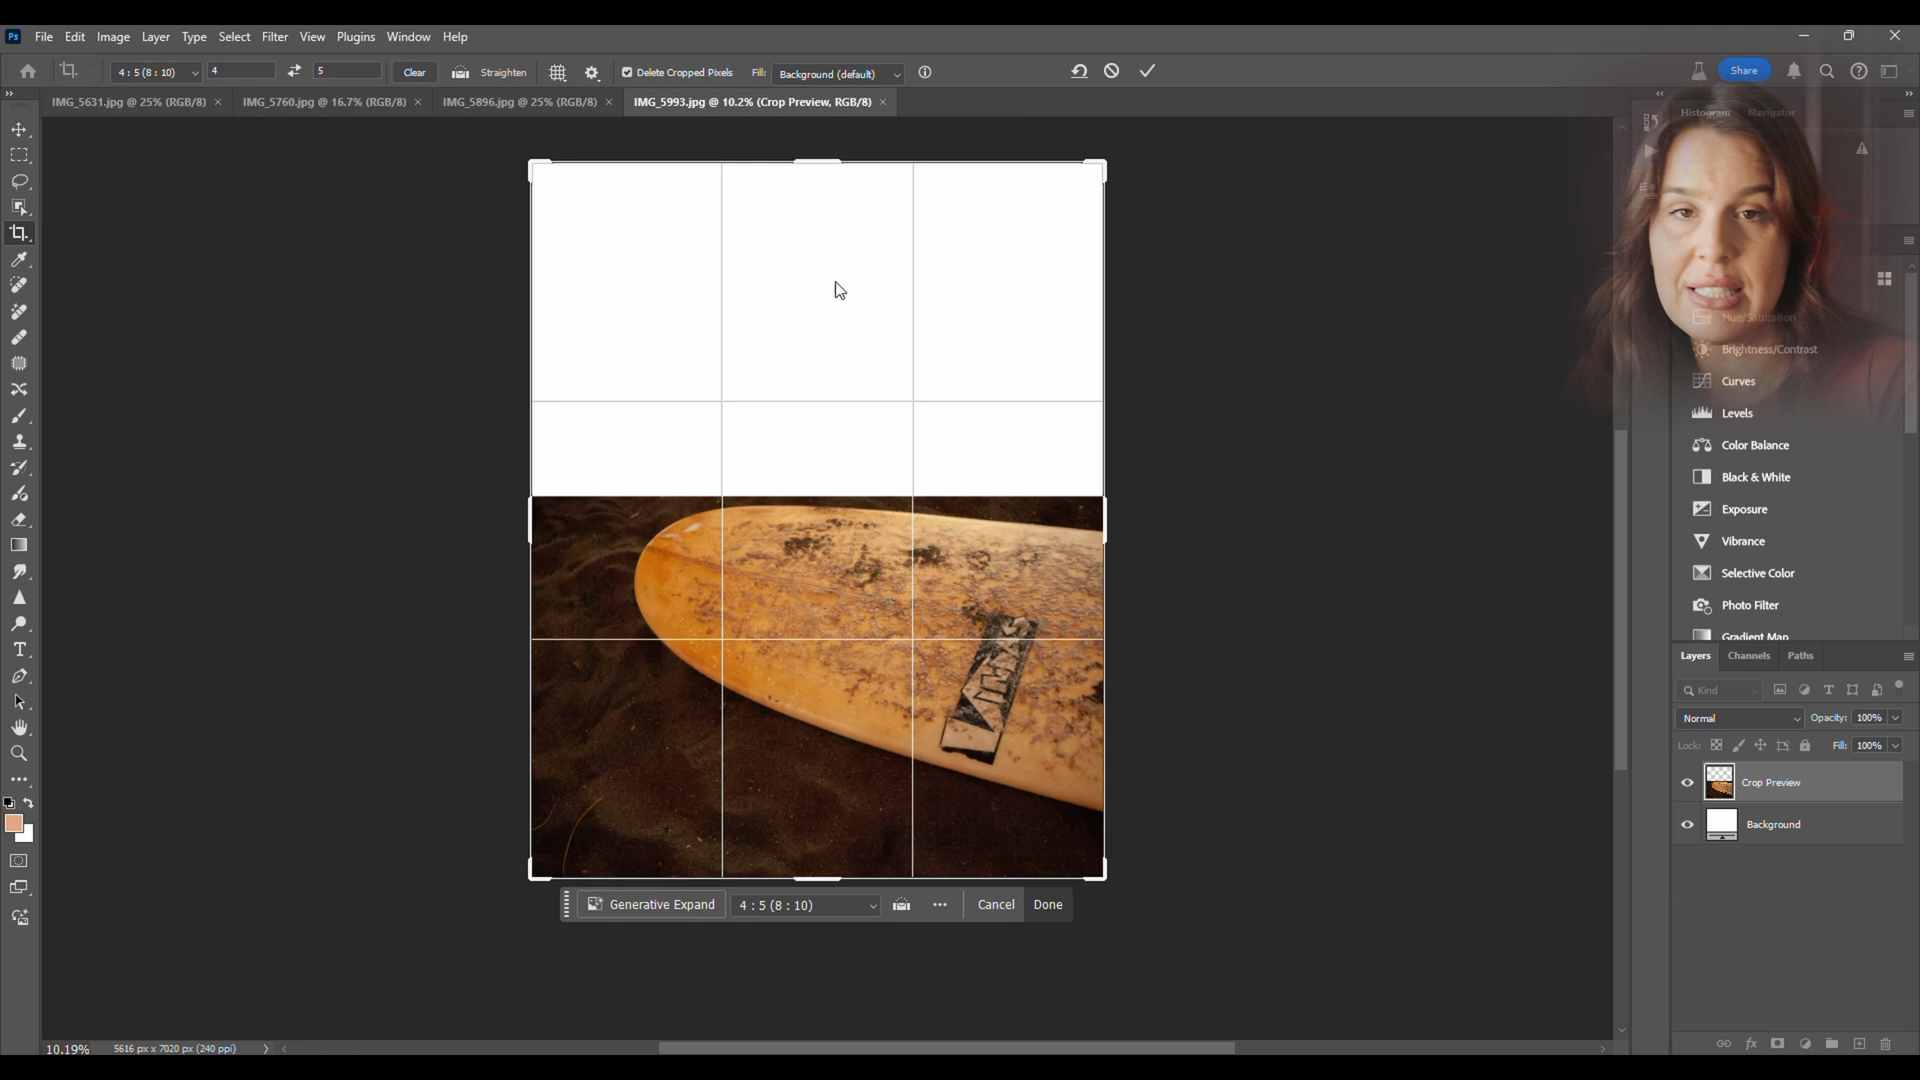 Ps File Edit Image Layer Type Select Filter View Plugins Window Help
4 : 5 (8 : 10) 4 5 Clear Straighten Delete Cropped Pixels Fill: Background (default) Share
IMG_5631.jpg @ 25% (RGB/8) IMG_5760.jpg @ 16.7% (RGB/8) IMG_5896.jpg @ 25% (RGB/8) IMG_5993.jpg @ 10.2% (Crop Preview, RGB/8)
Histogram Navigator
Hue/Saturation
Brightness/Contrast
Curves
Levels
Color Balance
Black & White
Exposure
Vibrance
Selective Color
Photo Filter
Gradient Map
Layers Channels Paths
Kind
Normal Opacity: 100%
Lock: Fill: 100%
Crop Preview
Background
Generative Expand 4 : 5 (8 : 10) Cancel Done
10.19% 5616 px x 7020 px (240 ppi)